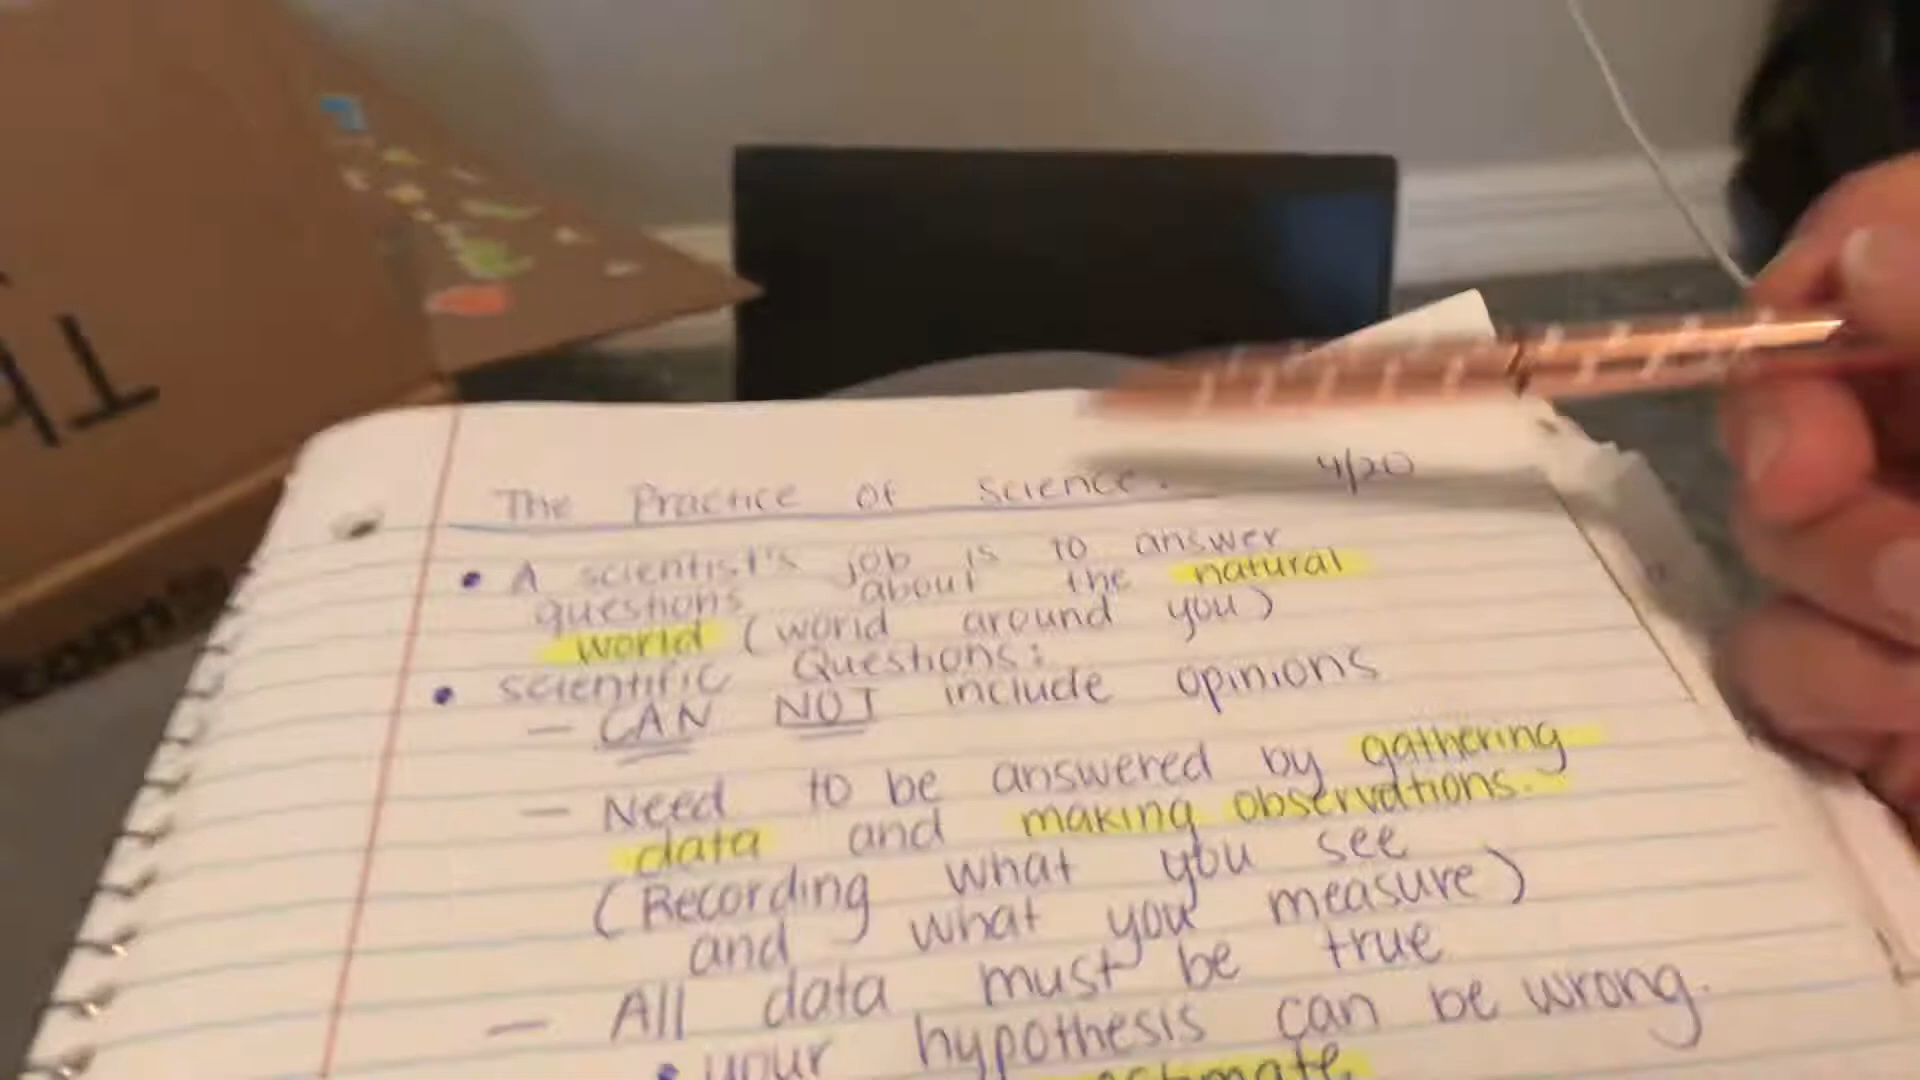 The Practice of Science. 4/20
• A scientist's job is to answer
questions about the natural
world (world around you)
• scientific Questions:
— CAN NOT include opinions
— Need to be answered by gathering
data and making observations.
(Recording what you see
and what you measure)
— All data must be true
• your hypothesis can be wrong.
estimate